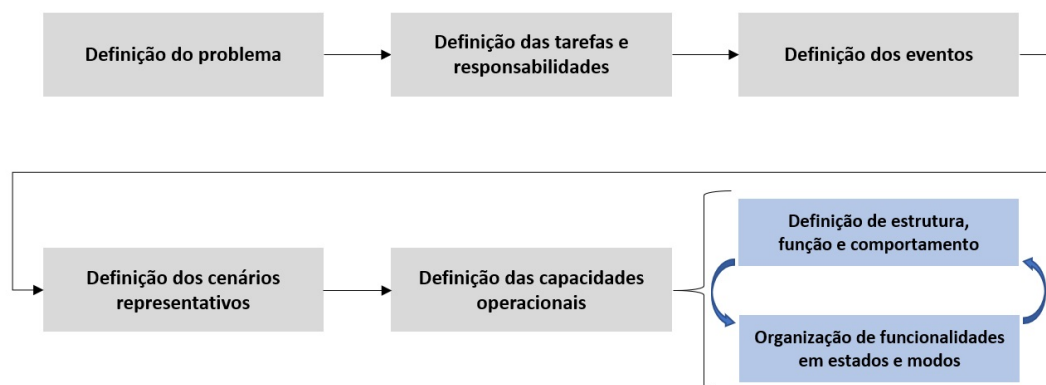 Definição do problema
Definição das tarefas e
responsabilidades
Definição dos eventos
Definição dos cenários
representativos
Definição das capacidades
operacionais
Definição de estrutura,
função e comportamento
Organização de funcionalidades
em estados e modos